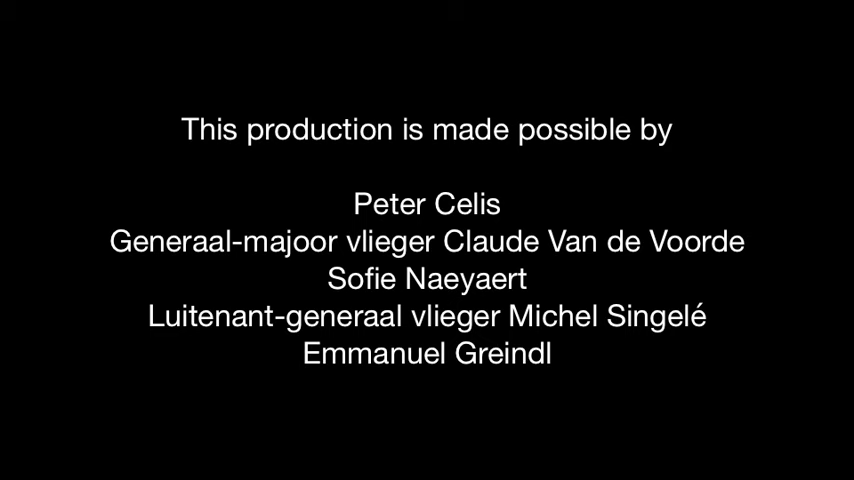 This production is made possible by
Peter Celis
Generaal-majoor vlieger Claude Van de Voorde
Sofie Naeyaert
Luitenant-generaal vlieger Michel Singelé
Emmanuel Greindl